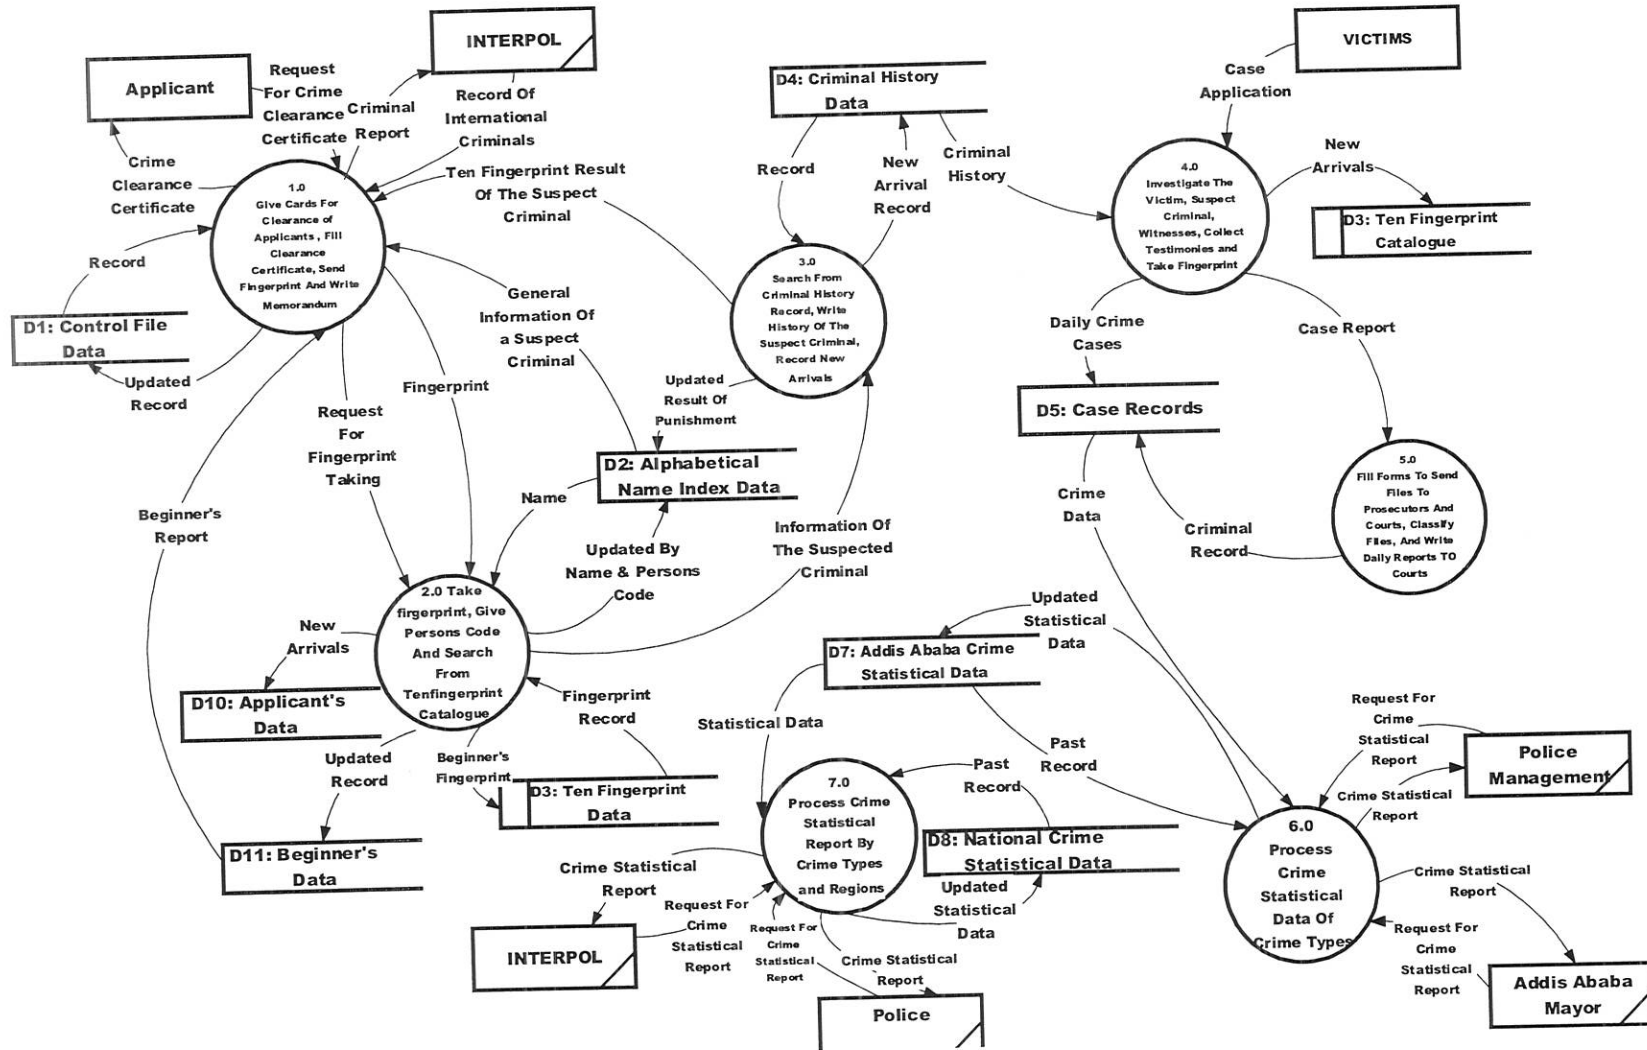 INTERPOL
VICTIMS
Applicant
Request
For Crime
Clearance
Certificate
Criminal
Report
Record Of
International
Criminals
D4: Criminal History
Data
Case
Application
Crime
Clearance
Certificate
1.0
Give Cards For
Clearance of
Applicants , Fill
Clearance
Certificate, Send
Fingerprint And Write
Memorandum
Ten Fingerprint Result
Of The Suspect
Criminal
Record
New
Arrival
Record
Criminal
History
4.0
Investigate The
Victim, Suspect
Criminal,
Witnesses, Collect
Testimonies and
Take Fingerprint
New
Arrivals
D3: Ten Fingerprint
Catalogue
Record
D1: Control File
Data
Updated
Record
General
Information Of
a Suspect
Criminal
3.0
Search From
Criminal History
Record, Write
History Of The
Suspect Criminal,
Record New
Arrivals
Daily Crime
Cases
Case Report
Request
For
Fingerprint
Taking
Fingerprint
Updated
Result Of
Punishment
D5: Case Records
D2: Alphabetical
Name Index Data
Name
5.0
Fill Forms To Send
Files To
Prosecutors And
Courts, Classify
Files, And Write
Daily Reports TO
Courts
Beginner's
Report
Updated By
Name & Persons
Code
Information Of
The Suspected
Criminal
Crime
Data
Criminal
Record
2.0 Take
firgerprint, Give
Persons Code
And Search
From
Tenfingerprint
Catalogue
New
Arrivals
D10: Applicant's
Data
Updated
Record
Beginner's
Fingerprint
Fingerprint
Record
D3: Ten Fingerprint
Data
D11: Beginner's
Data
Updated
Statistical
Data
D7: Addis Ababa Crime
Statistical Data
Statistical Data
Past
Record
Past
Record
7.0
Process Crime
Statistical
Report By
Crime Types
and Regions
D8: National Crime
Statistical Data
Updated
Statistical
Data
Request For
Crime
Statistical
Report
Police
Management
Crime Statistical
Report
6.0
Process
Crime
Statistical
Data Of
Crime Types
Crime Statistical
Report
Request For
Crime
Statistical
Report
Addis Ababa
Mayor
Crime Statistical
Report
Request For
Crime
Statistical
Report
INTERPOL
Request For
Crime
Statistical
Report
Crime Statistical
Report
Police